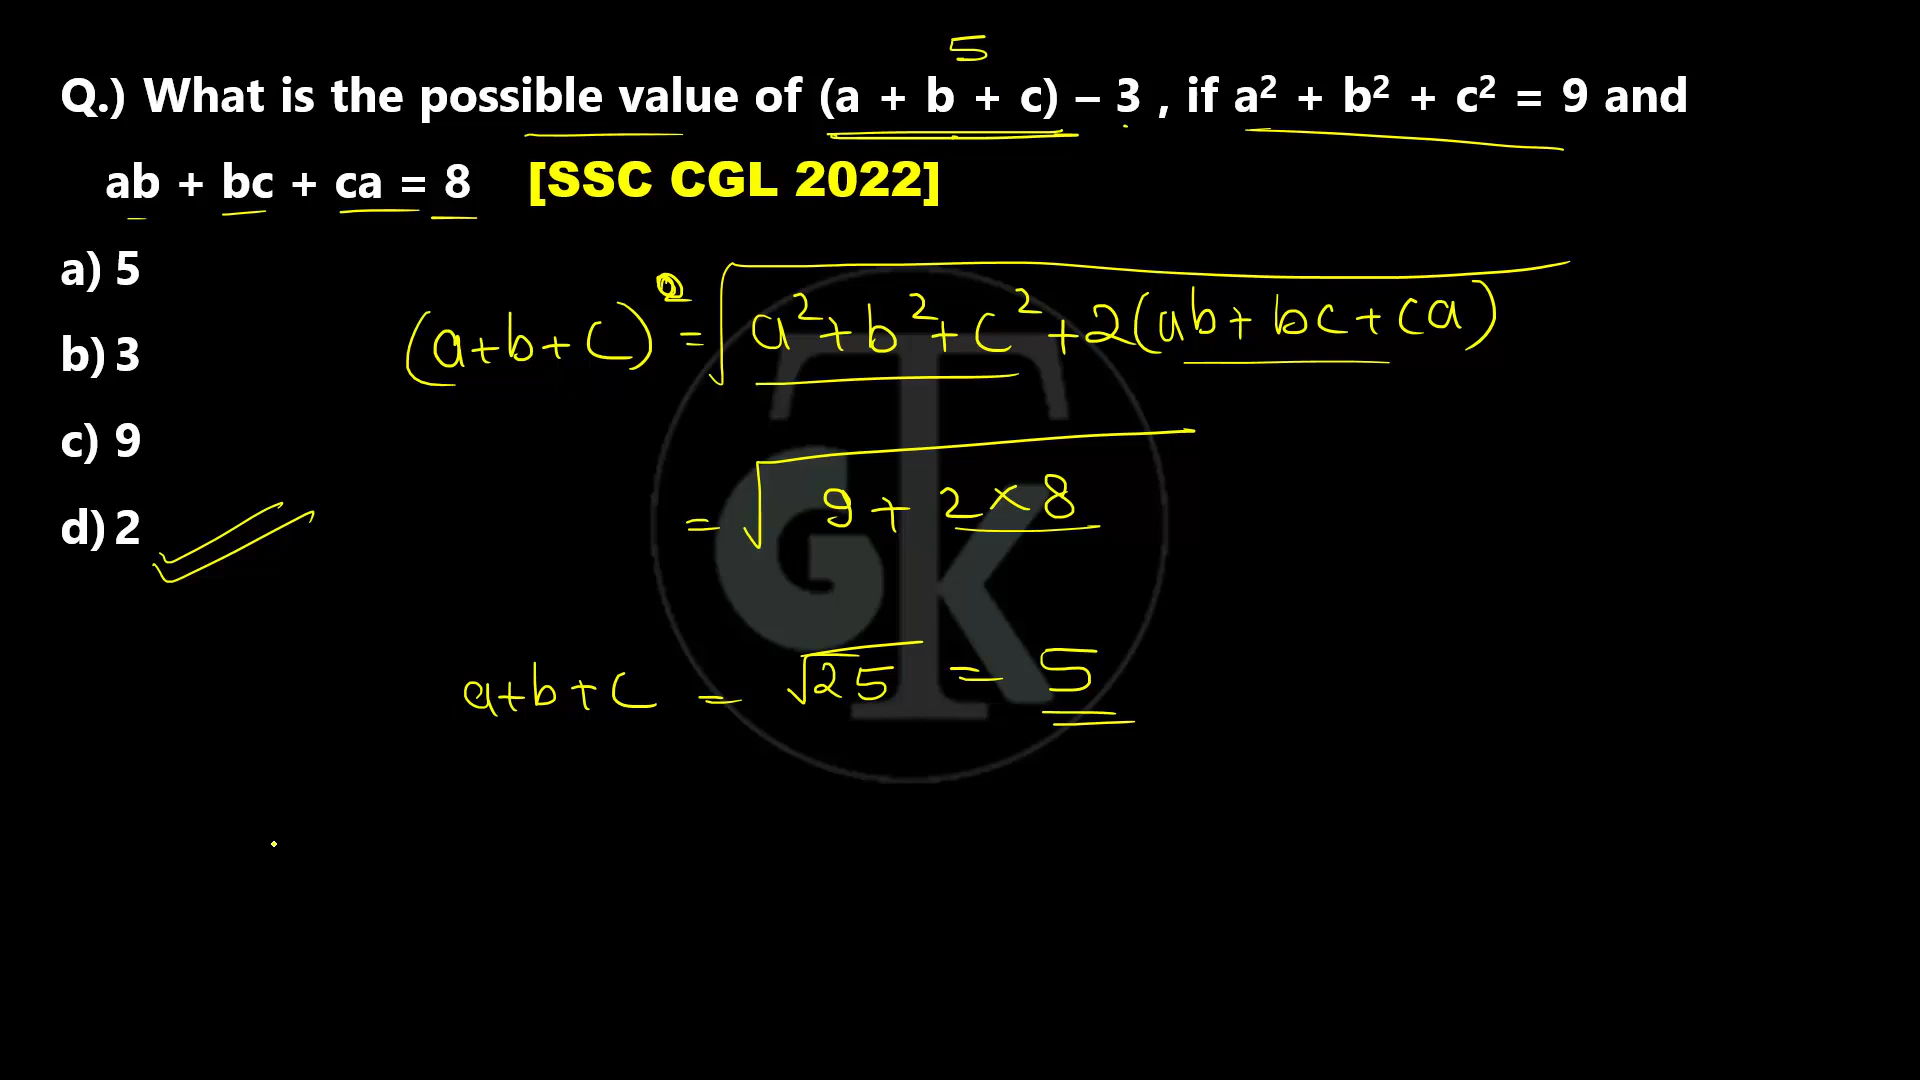 5
Q.) What is the possible value of (a + b + c) – 3 , if a² + b² + c² = 9 and
ab + bc + ca = 8 [SSC CGL 2022]
a) 5
(a+b+c) = √a²+b²+c²+2(ab+bc+ca)
b) 3
c) 9
= √9+2×8
d) 2
a+b+c = √25 = 5
TGK